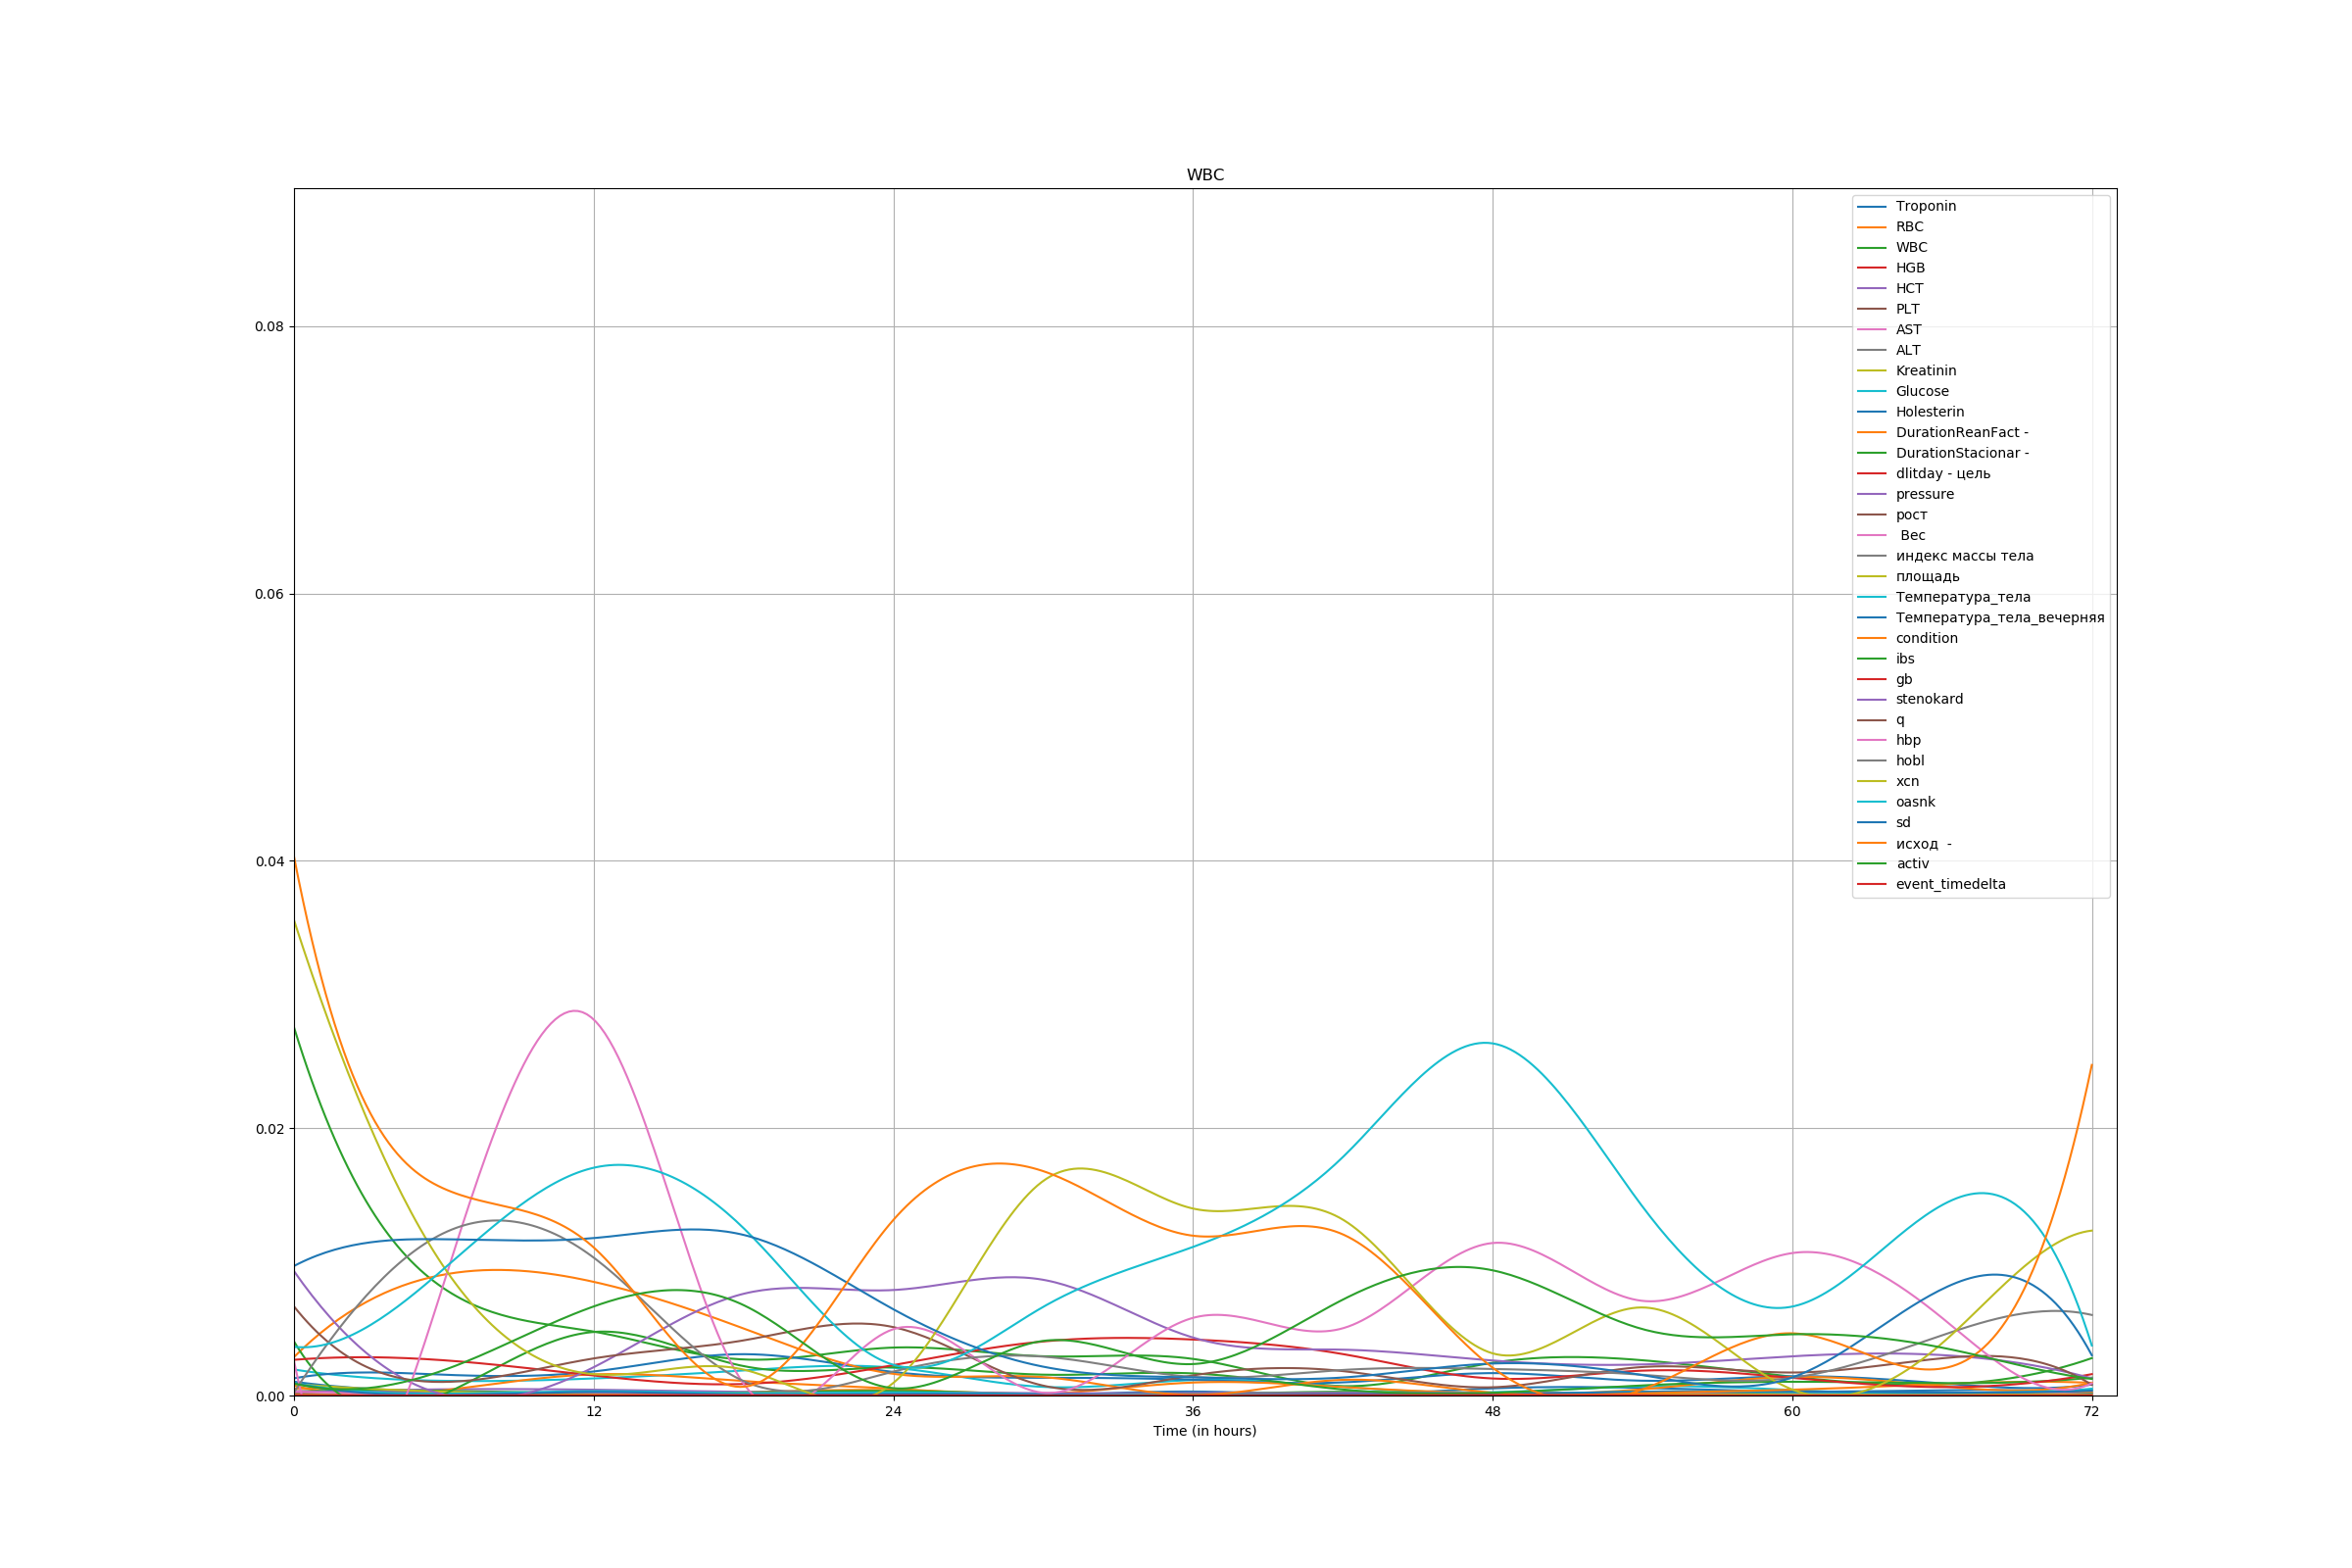 WBC
0.08
0.06
0.04
0.02
0.00
0
12
24
36
48
60
72
Time (in hours)
Troponin
RBC
WBC
HGB
HCT
PLT
AST
ALT
Kreatinin
Glucose
Holesterin
DurationReanFact -
DurationStacionar -
dlitday - цель
pressure
рост
Вес
индекс массы тела
площадь
Температура_тела
Температура_тела_вечерняя
condition
ibs
gb
stenokard
q
hbp
hobl
xcn
oasnk
sd
исход -
activ
event_timedelta